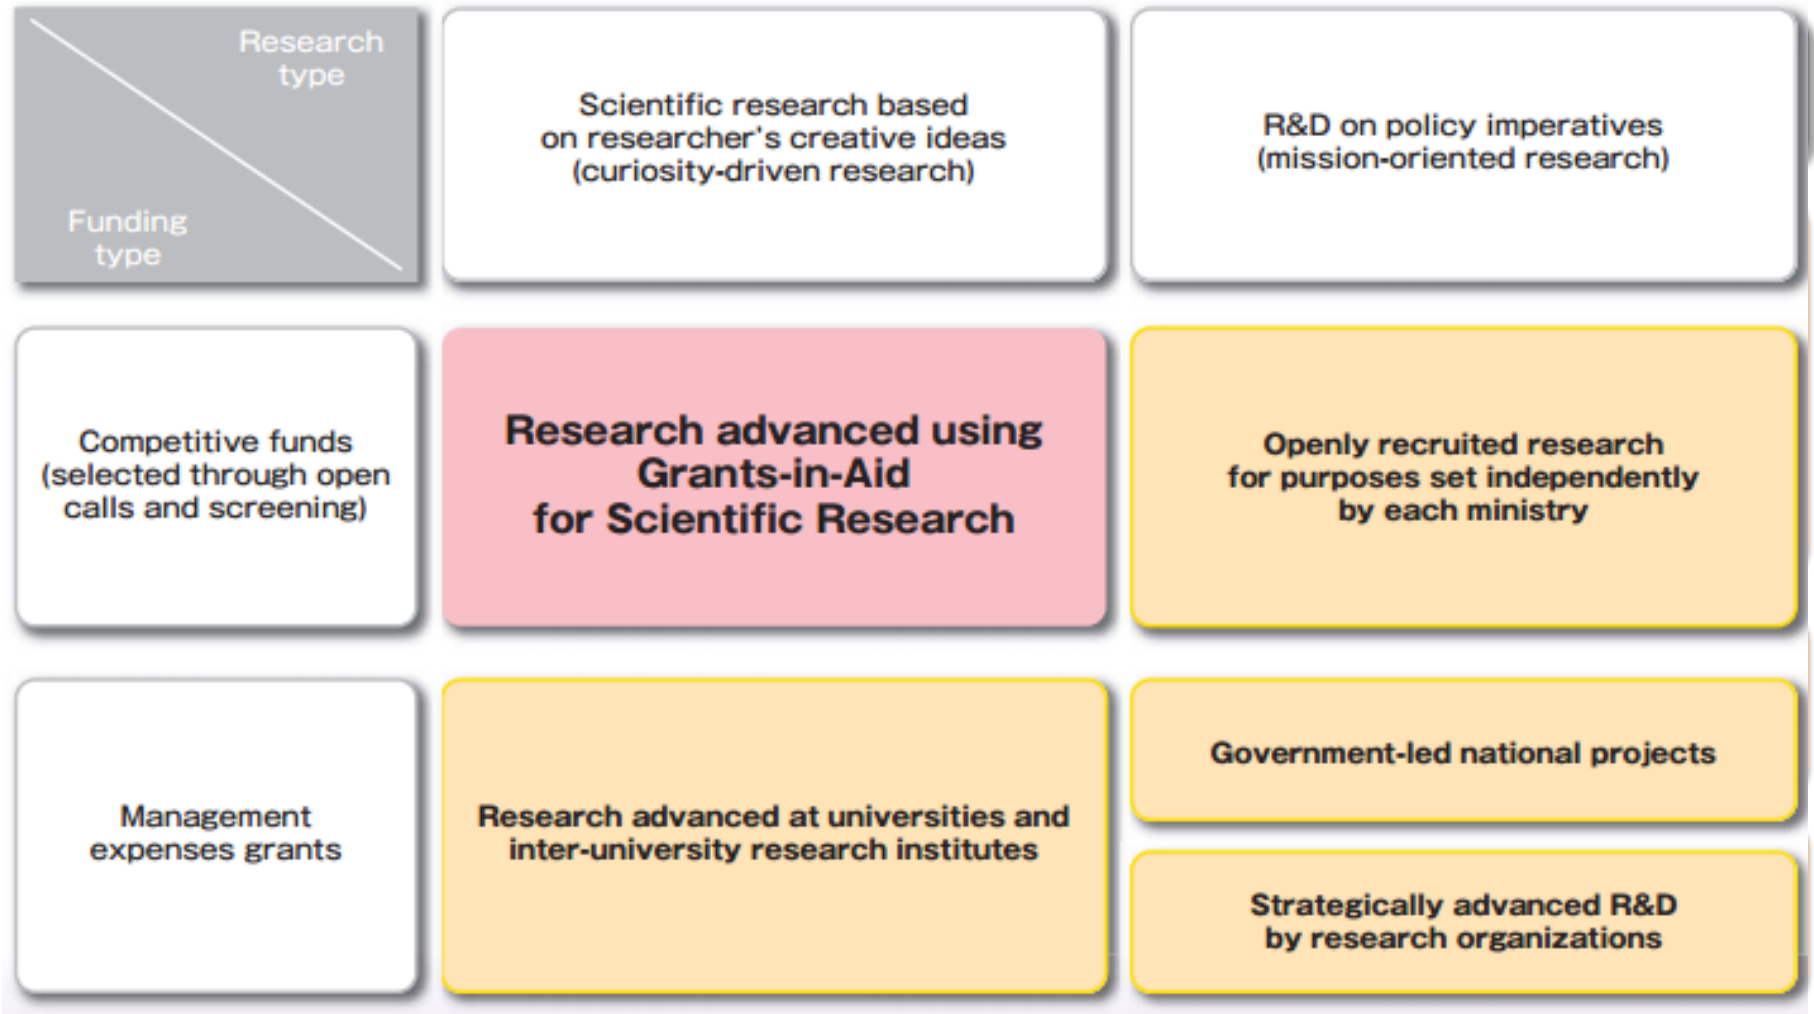 Research
type
Funding
type
Scientific research based
on researcher's creative ideas
(curiosity-driven research)
R&D on policy imperatives
(mission-oriented research)
Competitive funds
(selected through open
calls and screening)
Research advanced using
Grants-in-Aid
for Scientific Research
Openly recruited research
for purposes set independently
by each ministry
Management
expenses grants
Research advanced at universities and
inter-university research institutes
Government-led national projects
Strategically advanced R&D
by research organizations